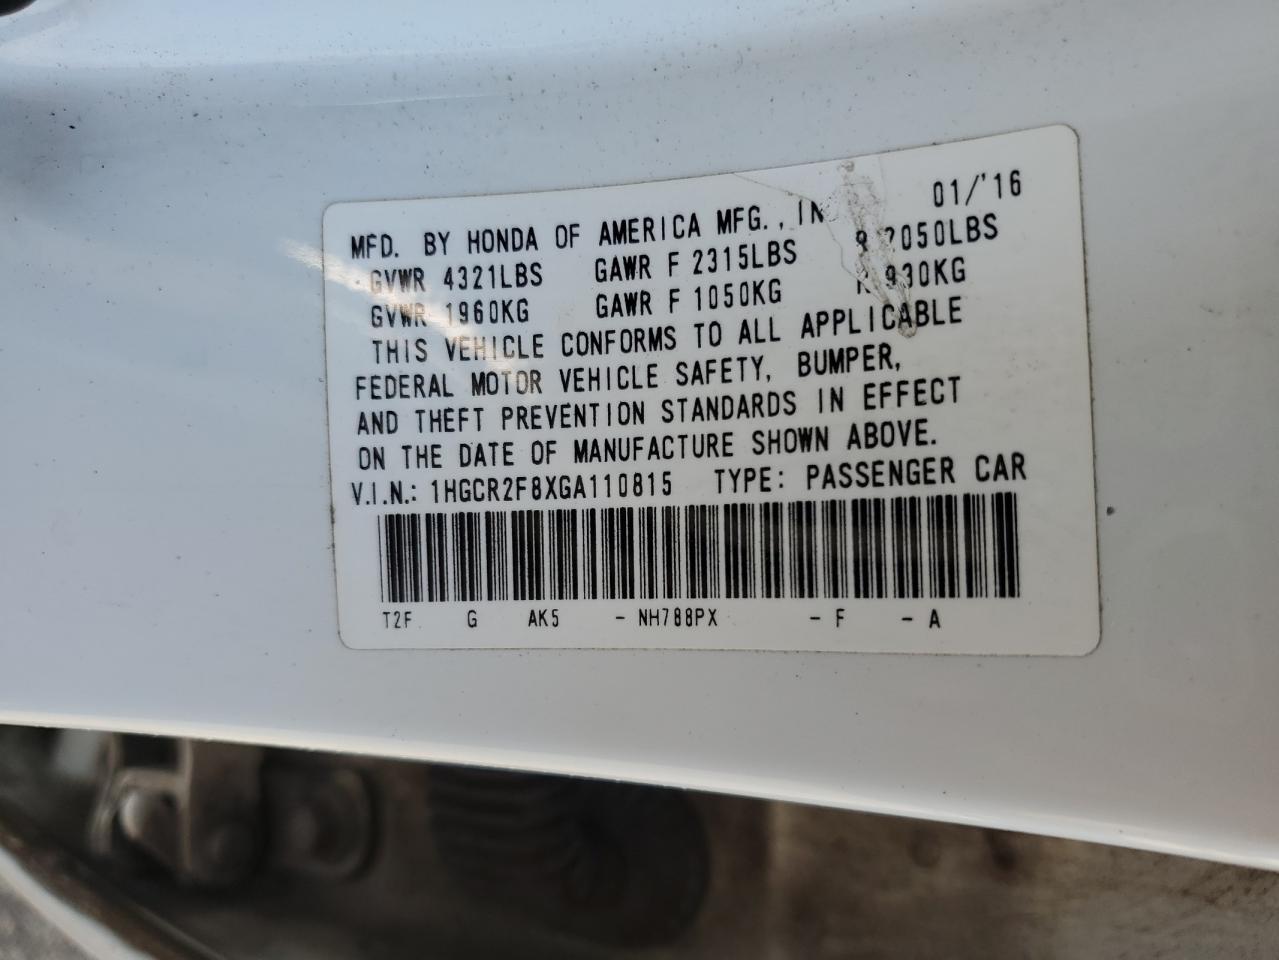 MFD. BY HONDA OF AMERICA MFG., IN 01/'16
GVWR 4321LBS GAWR F 2315LBS R 2050LBS
GVWR 1960KG GAWR F 1050KG R 930KG
THIS VEHICLE CONFORMS TO ALL APPLICABLE
FEDERAL MOTOR VEHICLE SAFETY, BUMPER,
AND THEFT PREVENTION STANDARDS IN EFFECT
ON THE DATE OF MANUFACTURE SHOWN ABOVE.
V.I.N.: 1HGCR2F8XGA110815 TYPE: PASSENGER CAR
T2F G AK5 - NH788PX - F - A